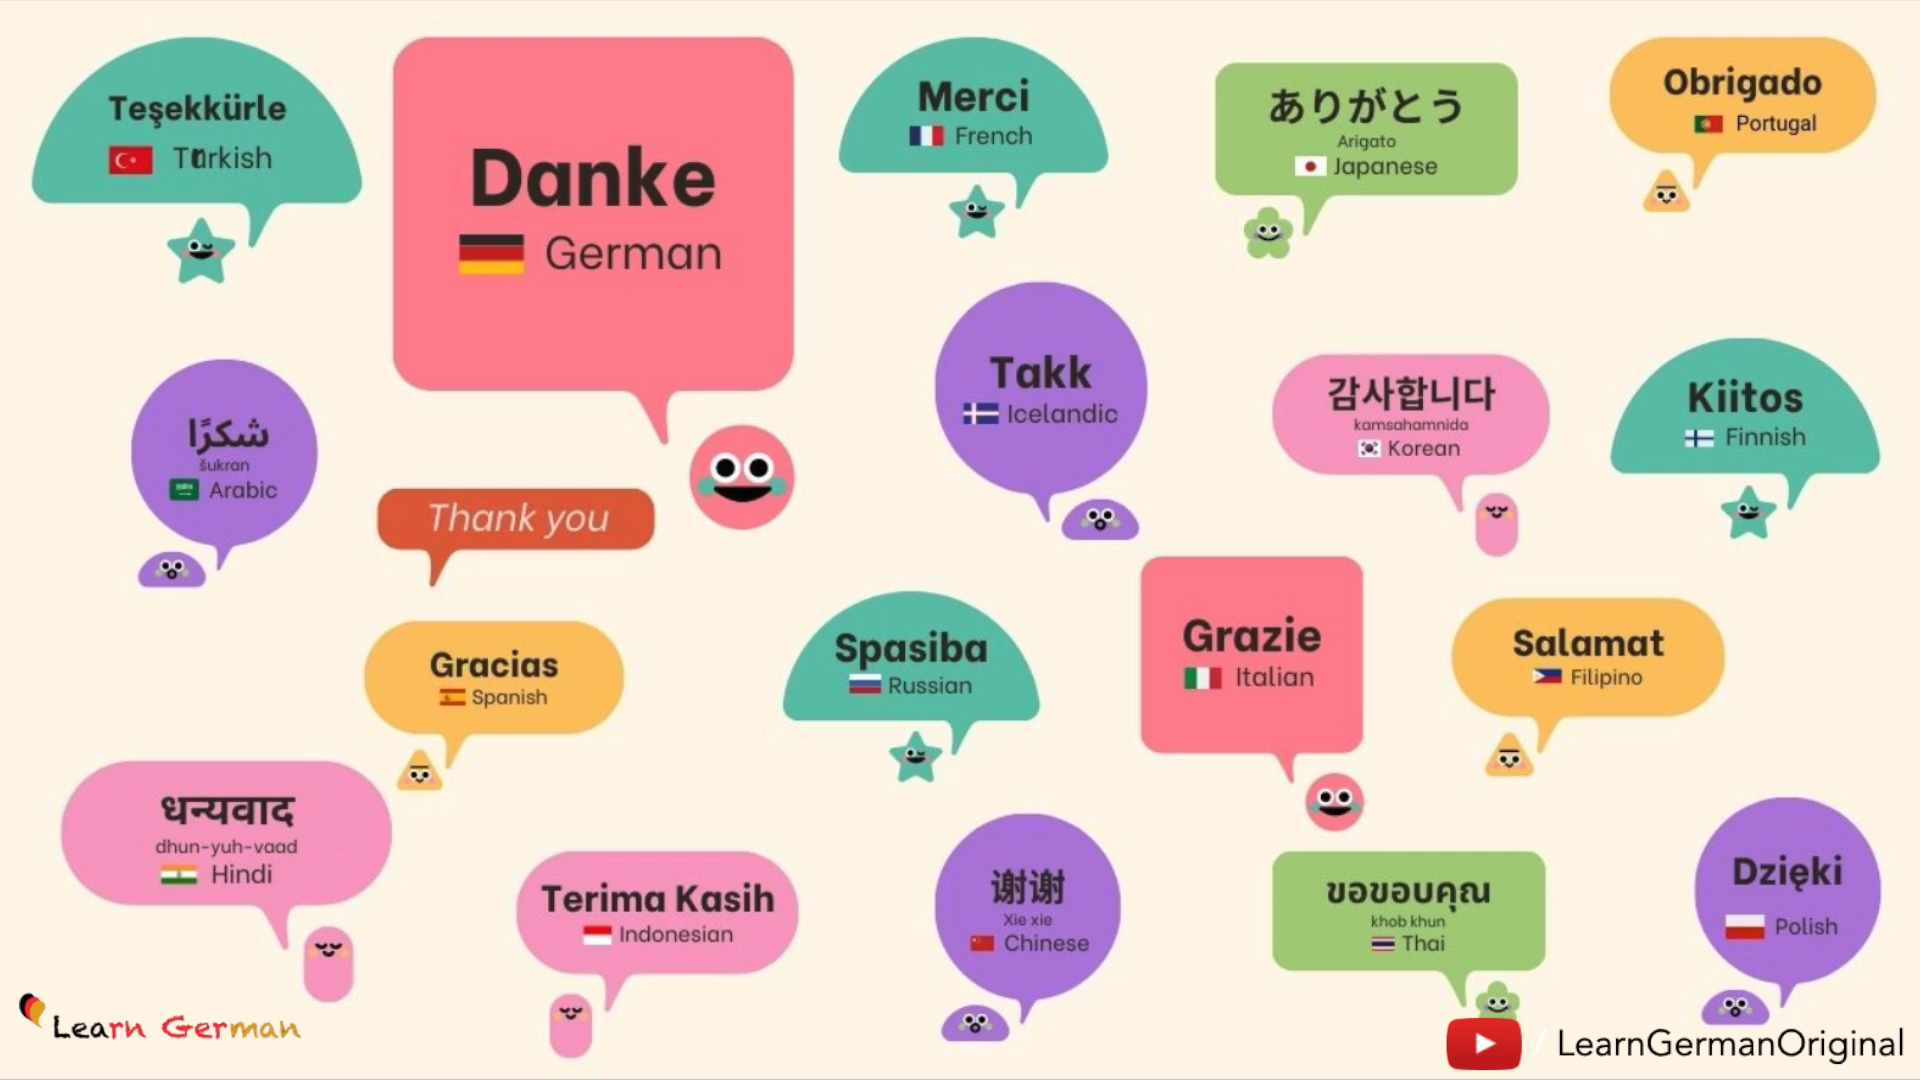 Teşekkürle
Türkish
Danke
German
Merci
French
ありがとう
Arigato
Japanese
Obrigado
Portugal
شكرًا
šukran
Arabic
Thank you
Takk
Icelandic
감사합니다
kamsahamnida
Korean
Kiitos
Finnish
Gracias
Spanish
Spasiba
Russian
Grazie
Italian
Salamat
Filipino
धन्यवाद
dhun-yuh-vaad
Hindi
Terima Kasih
Indonesian
谢谢
Xie xie
Chinese
ขอขอบคุณ
khob khun
Thai
Dzięki
Polish
Learn German
/ LearnGermanOriginal